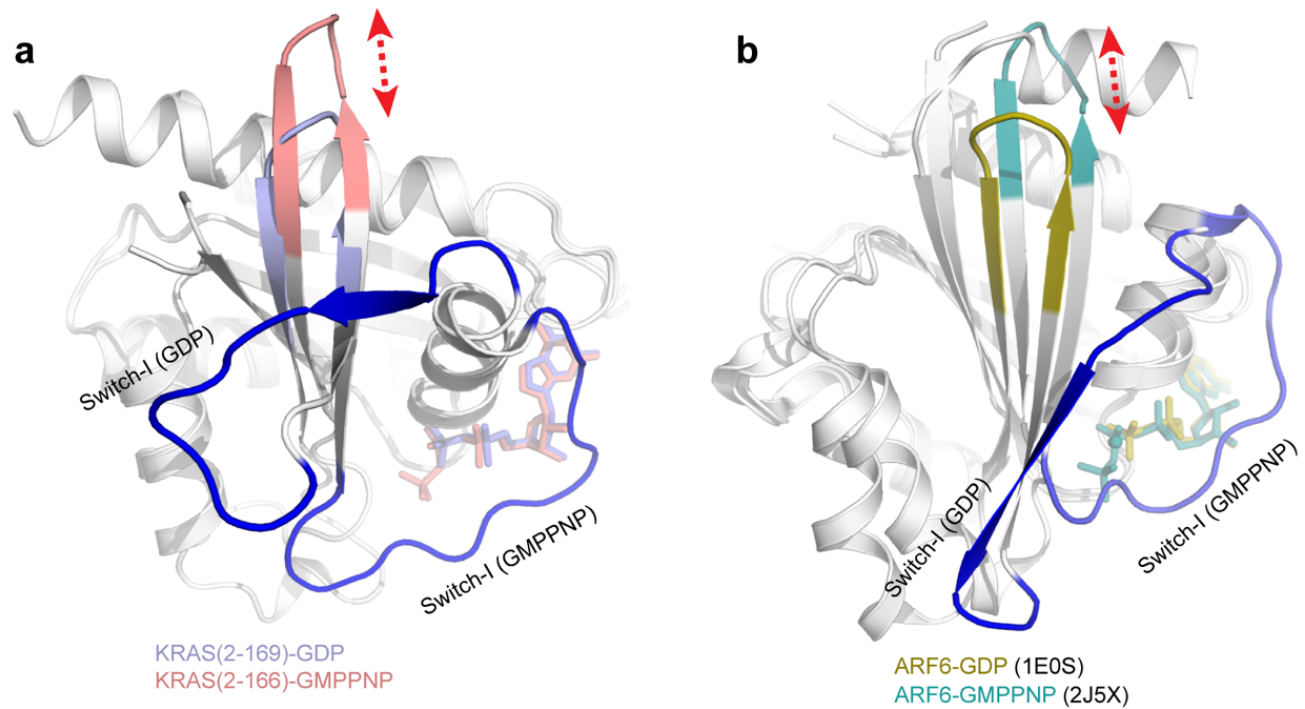 a
b
Switch-I (GDP)
Switch-I (GMPPNP)
Switch-I (GDP)
Switch-I (GMPPNP)
KRAS(2-169)-GDP
KRAS(2-166)-GMPPNP
ARF6-GDP (1E0S)
ARF6-GMPPNP (2J5X)